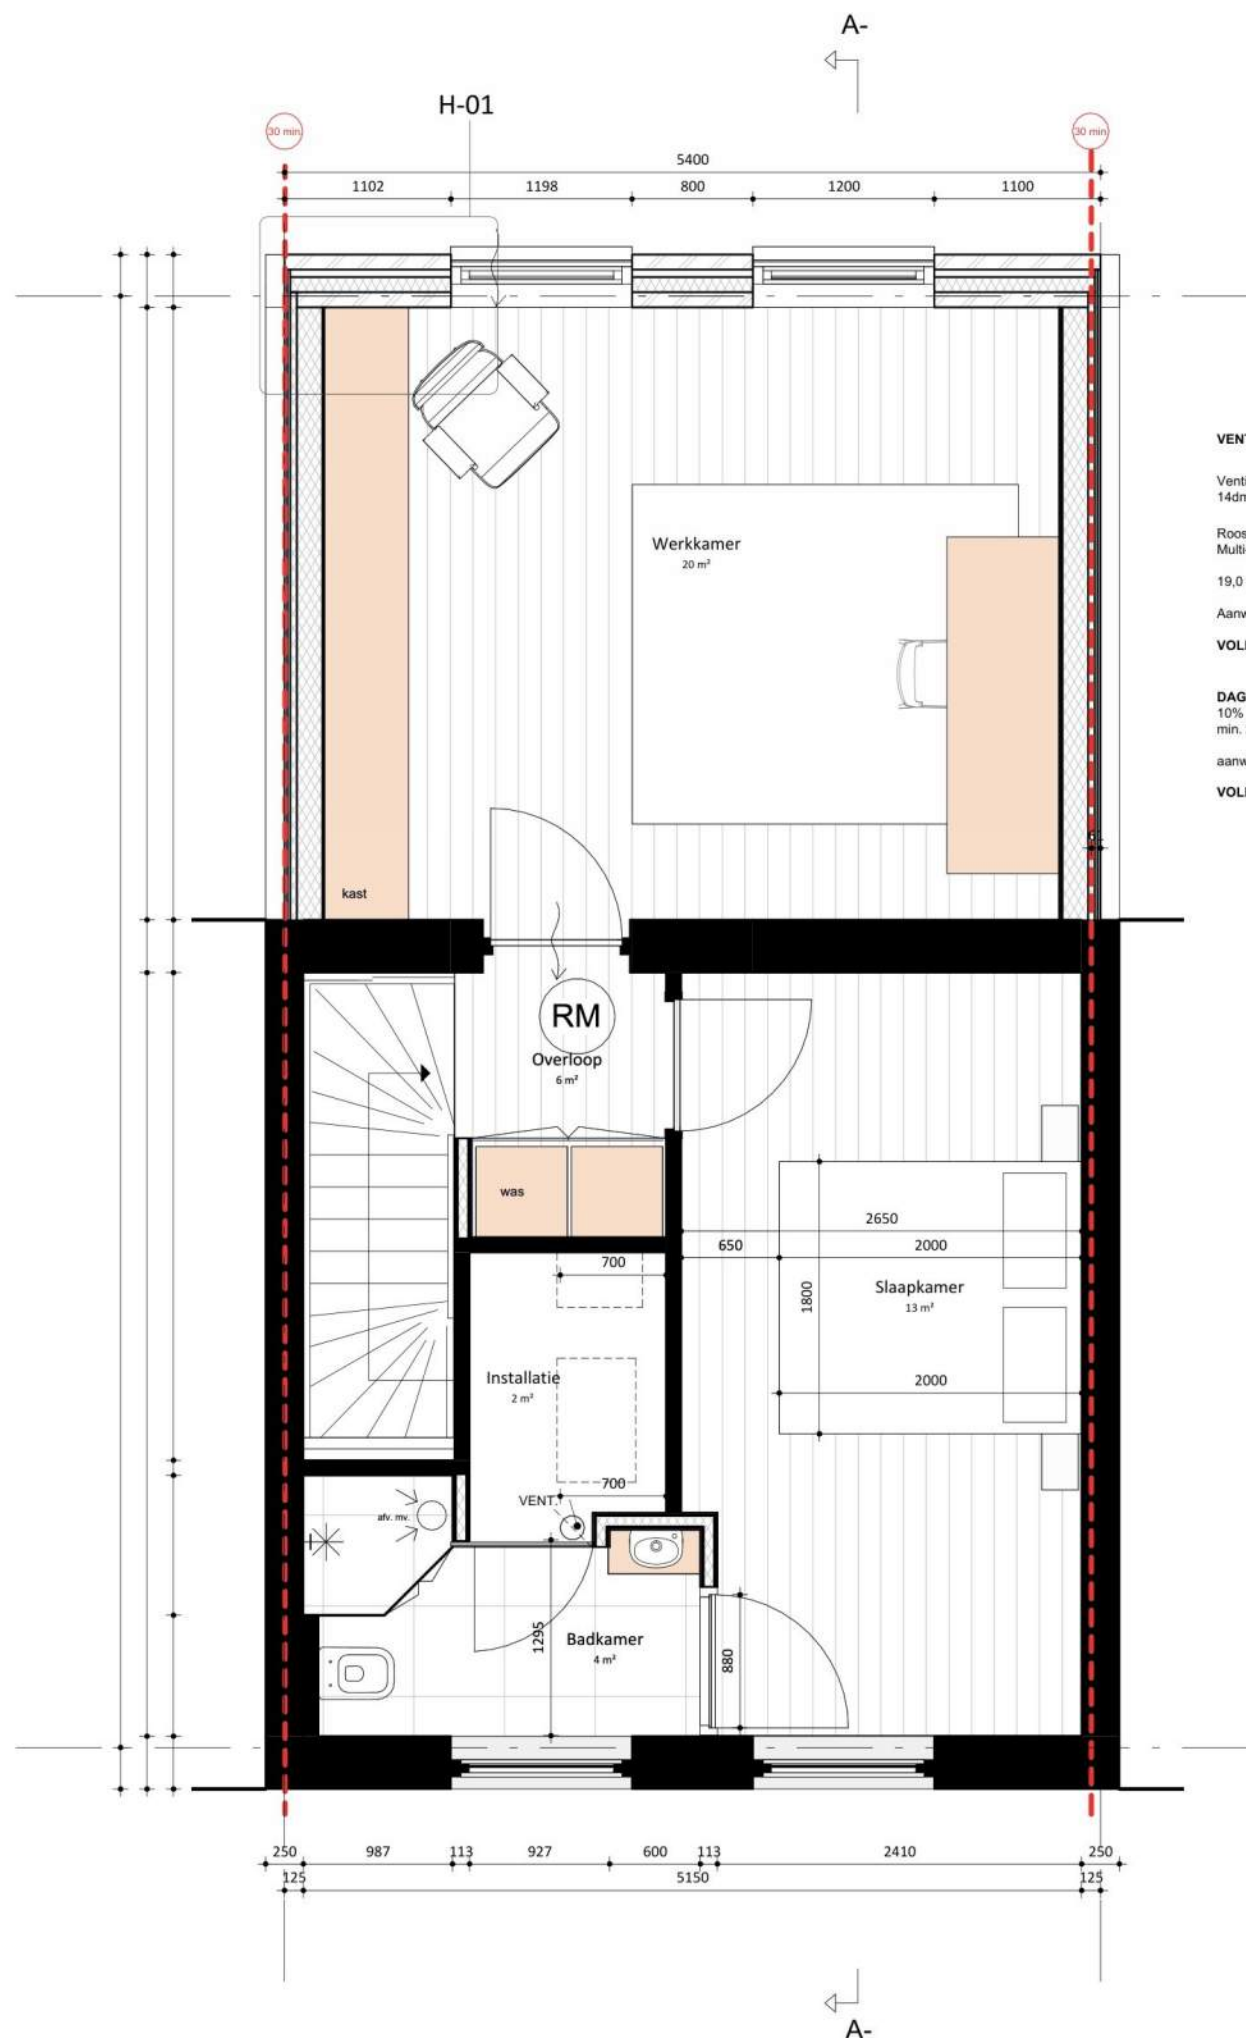 A-
H-01
30 min.
30 min.
5400
1102
1198
800
1200
1100
VENT
Venti
14dm
Werkkamer
20 m²
Roos
Multi
19,0
Aanw
VOLI
DAG
10%
min.
aanw
VOLI
kast
RM
Overloop
6 m²
was
2650
700
650
2000
1800
Slaapkamer
13 m²
Installatie
2 m²
2000
700
VENT.
afv. mv.
1295
Badkamer
4 m²
880
250
987
113
927
600
113
2410
250
125
5150
125
A-